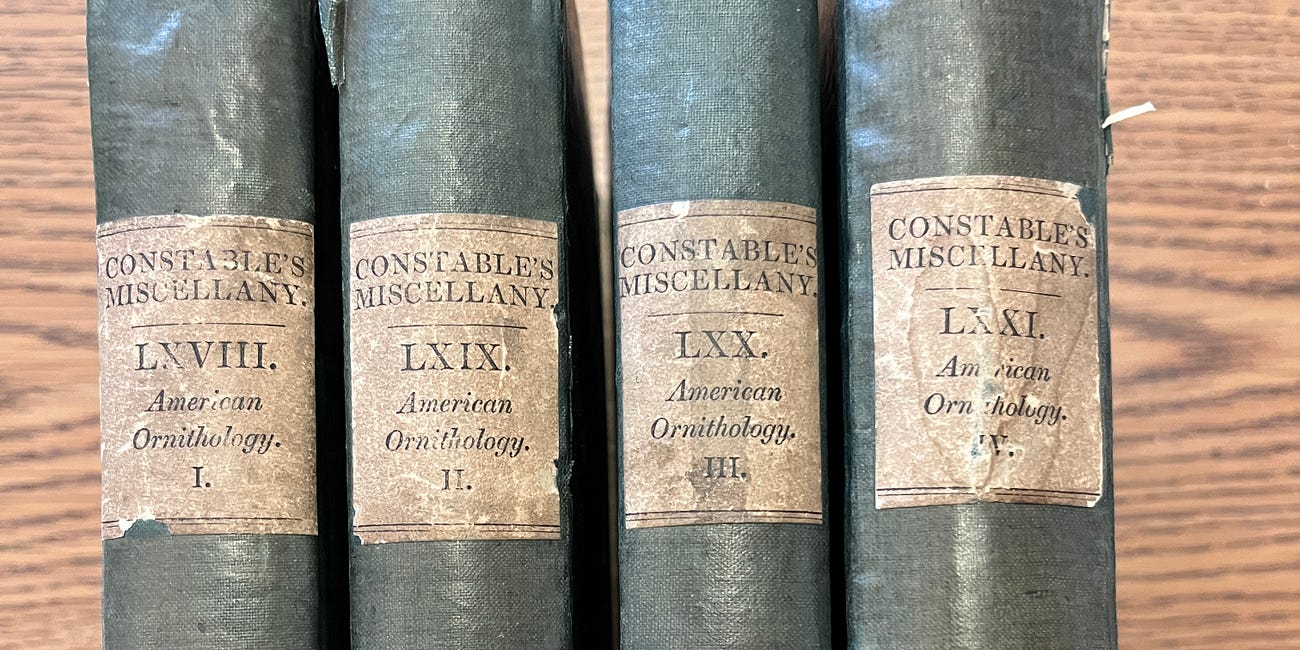 CONSTABLE'S
MISCELLANY.
LXVIII.
American
Ornithology.
I.
CONSTABLE'S
MISCELLANY.
LXIX.
American
Ornithology.
II.
CONSTABLE'S
MISCELLANY.
LXX.
American
Ornithology.
III.
CONSTABLE'S
MISCELLANY.
LXXI.
American
Ornithology.
IV.